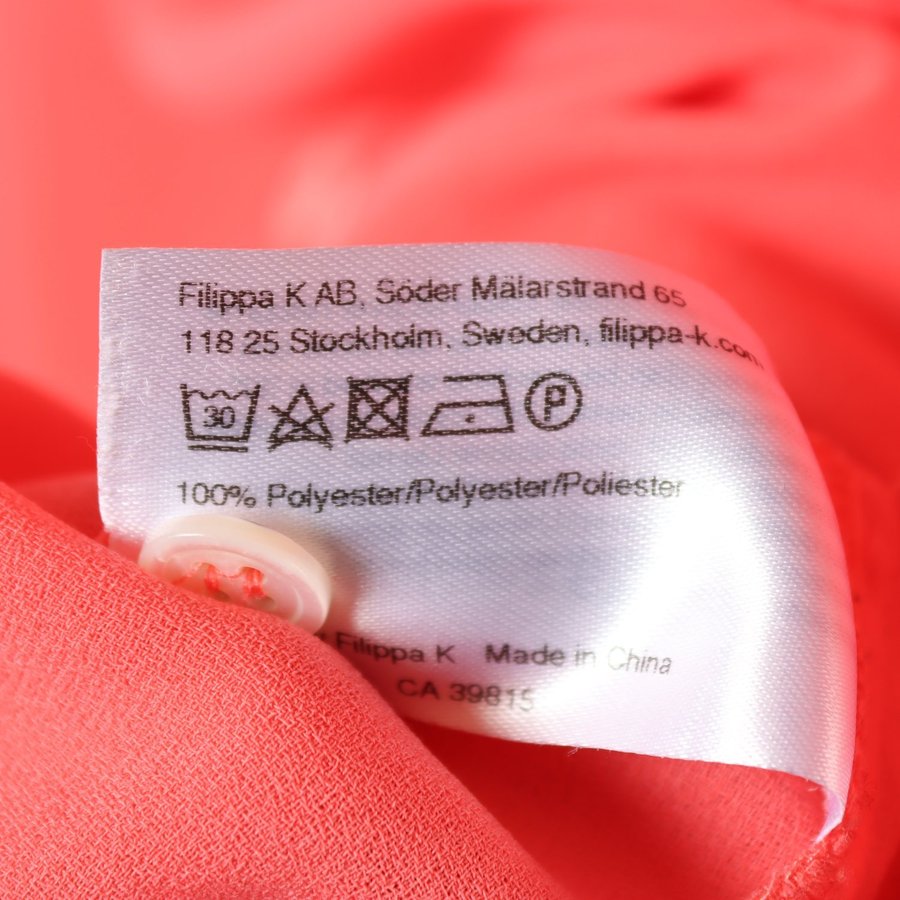 Filippa K AB, Söder Mälarstrand 65
118 25 Stockholm, Sweden, filippa-k.com
30 P
100% Polyester/Polyester/Poliester
Filippa K Made in China
CA 39815